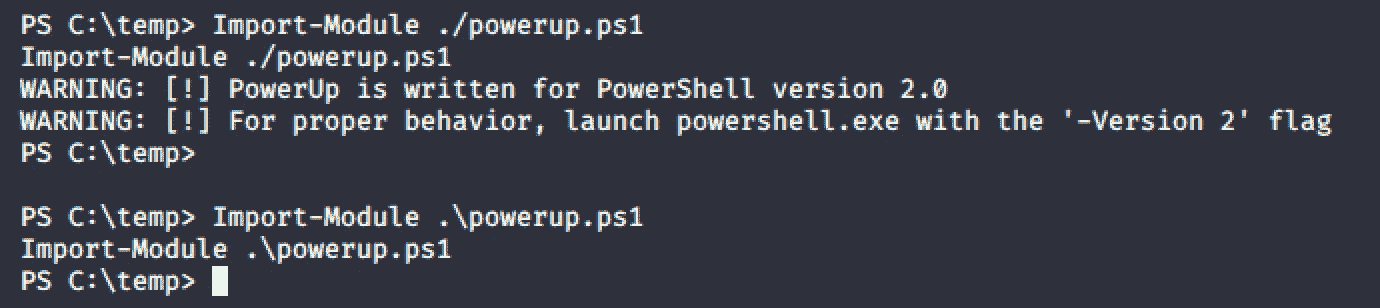 PS C:\temp> Import-Module ./powerup.ps1
Import-Module ./powerup.ps1
WARNING: [!] PowerUp is written for PowerShell version 2.0
WARNING: [!] For proper behavior, launch powershell.exe with the '-Version 2' flag
PS C:\temp>
PS C:\temp> Import-Module .\powerup.ps1
Import-Module .\powerup.ps1
PS C:\temp>